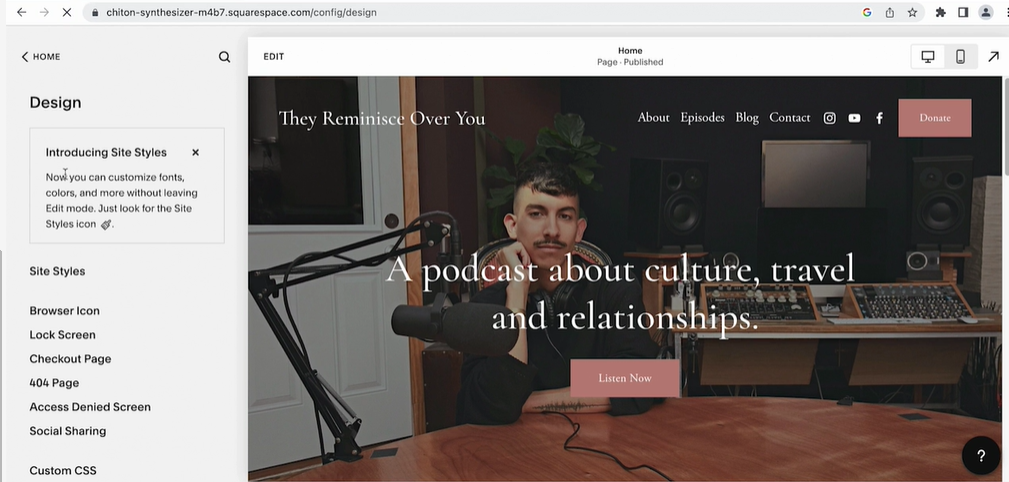 chiton-synthesizer-m4b7.squarespace.com/config/design
HOME
Design
Introducing Site Styles
Now you can customize fonts,
colors, and more without leaving
Edit mode. Just look for the Site
Styles icon .
Site Styles
Browser Icon
Lock Screen
Checkout Page
404 Page
Access Denied Screen
Social Sharing
Custom CSS
EDIT
Home
Page · Published
They Reminisce Over You
About Episodes Blog Contact
Donate
A podcast about culture, travel
and relationships.
Listen Now
?